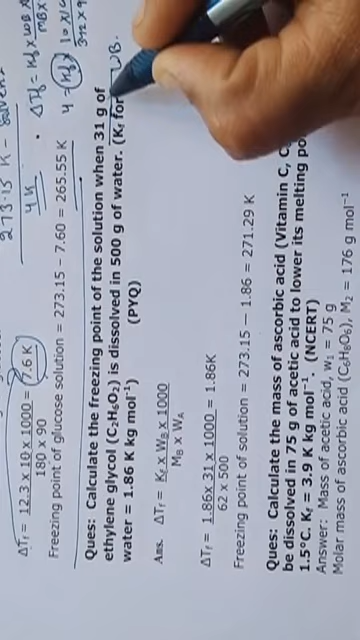 273.15 K - solvent
4K
ΔTf = Kf x WB x
MB x
ΔTf = 12.3 x 10 x 1000 = 7.6 K
180 x 90
Freezing point of glucose solution = 273.15 – 7.60 = 265.55 K
Ques: Calculate the freezing point of the solution when 31 g of
ethylene glycol (C₂H₆O₂) is dissolved in 500 g of water. (Kf for
water = 1.86 K kg mol⁻¹) (PYQ)
WB.
Ans. ΔTf = Kf x WB x 1000
MB x WA
ΔTf = 1.86x 31 x 1000 = 1.86K
62 x 500
Freezing point of solution = 273.15 – 1.86 = 271.29 K
Ques: Calculate the mass of ascorbic acid (Vitamin C,
be dissolved in 75 g of acetic acid to lower its melting
1.5°C. Kf = 3.9 K kg mol⁻¹. (NCERT)
Answer: Mass of acetic acid, w₁ = 75 g
Molar mass of ascorbic acid (C₆H₈O₆), M₂ = 176 g mol⁻¹